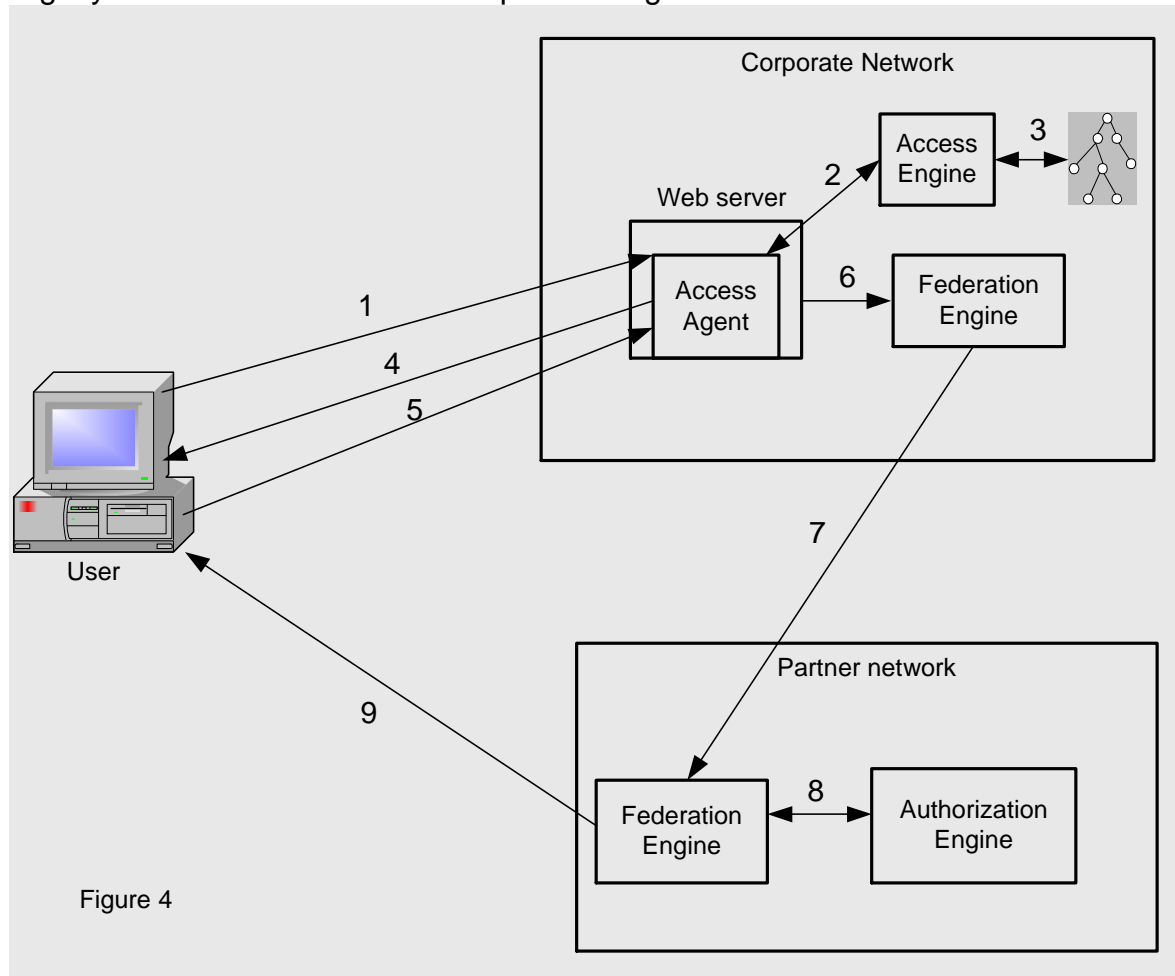 Corporate Network
Access
Engine
3
2
Web server
Access
Agent
6
Federation
Engine
1
4
5
User
7
Partner network
9
Federation
Engine
8
Authorization
Engine
Figure 4